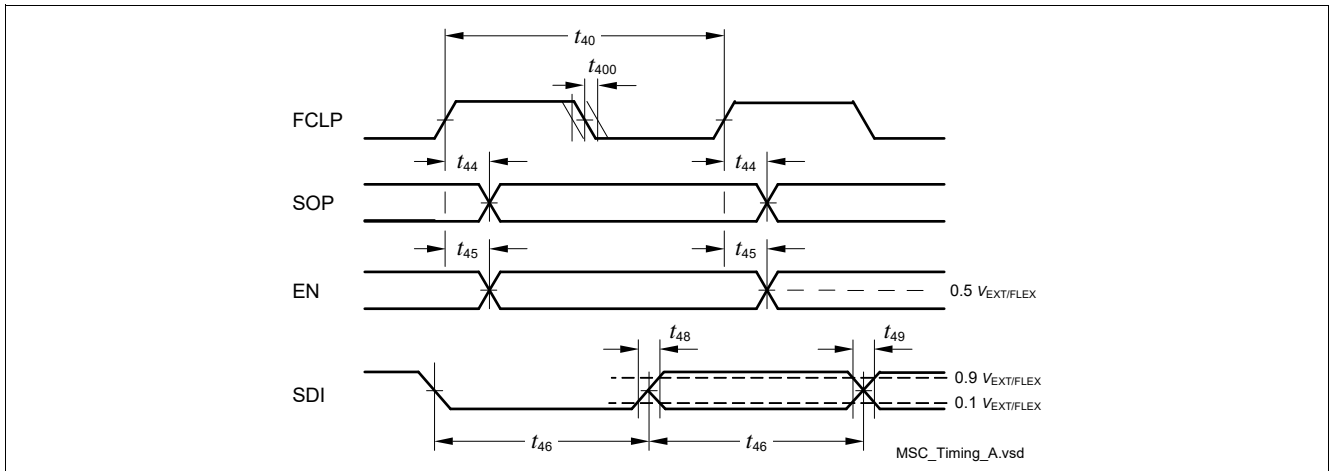 t40
t400
FCLP
t44 t44
SOP
t45 t45
EN
0.5 VEXT/FLEX
t48 t49
SDI
0.9 VEXT/FLEX
0.1 VEXT/FLEX
t46 t46
MSC_Timing_A.vsd